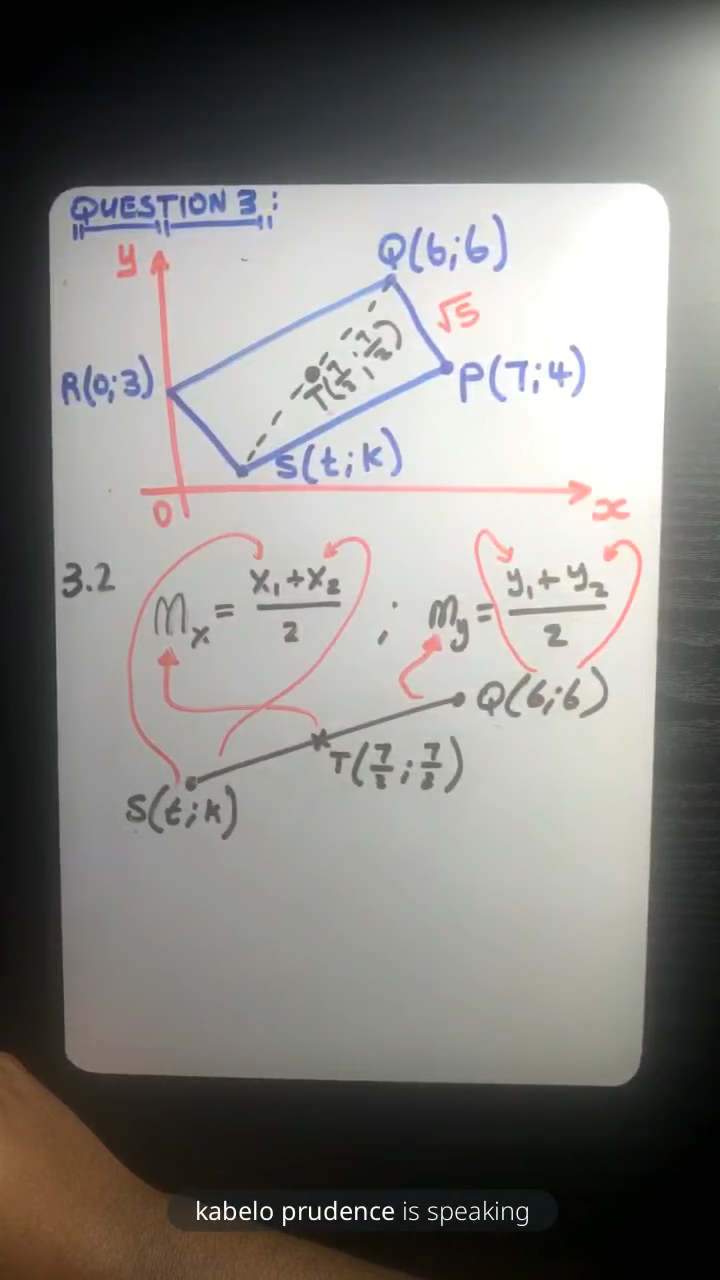 QUESTION 3:
y
Q(6;6)
√5
R(0;3)
T(7/2;7/2)
P(7;4)
S(t;k)
0
x
3.2
Mx = (x₁+x₂)/2 ; my = (y₁+y₂)/2
Q(6;6)
T(7/2;7/2)
S(t;k)
kabelo prudence is speaking